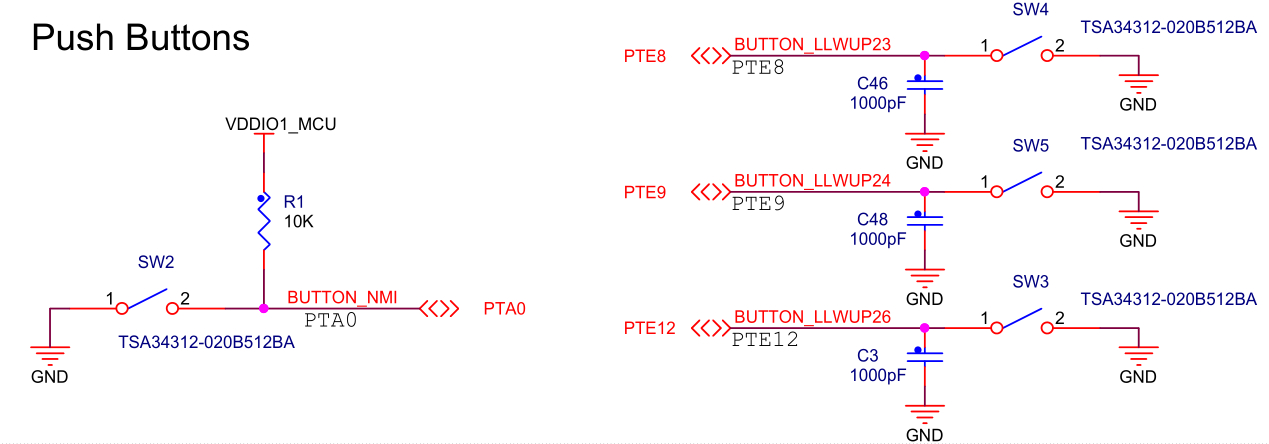 Push Buttons
VDDIO1_MCU
R1
10K
SW2
1
2
BUTTON_NMI
PTA0
PTA0
TSA34312-020B512BA
GND
SW4
TSA34312-020B512BA
PTE8
BUTTON_LLWUP23
PTE8
1
2
C46
1000pF
GND
GND
SW5
TSA34312-020B512BA
PTE9
BUTTON_LLWUP24
PTE9
1
2
C48
1000pF
GND
GND
SW3
TSA34312-020B512BA
PTE12
BUTTON_LLWUP26
PTE12
1
2
C3
1000pF
GND
GND